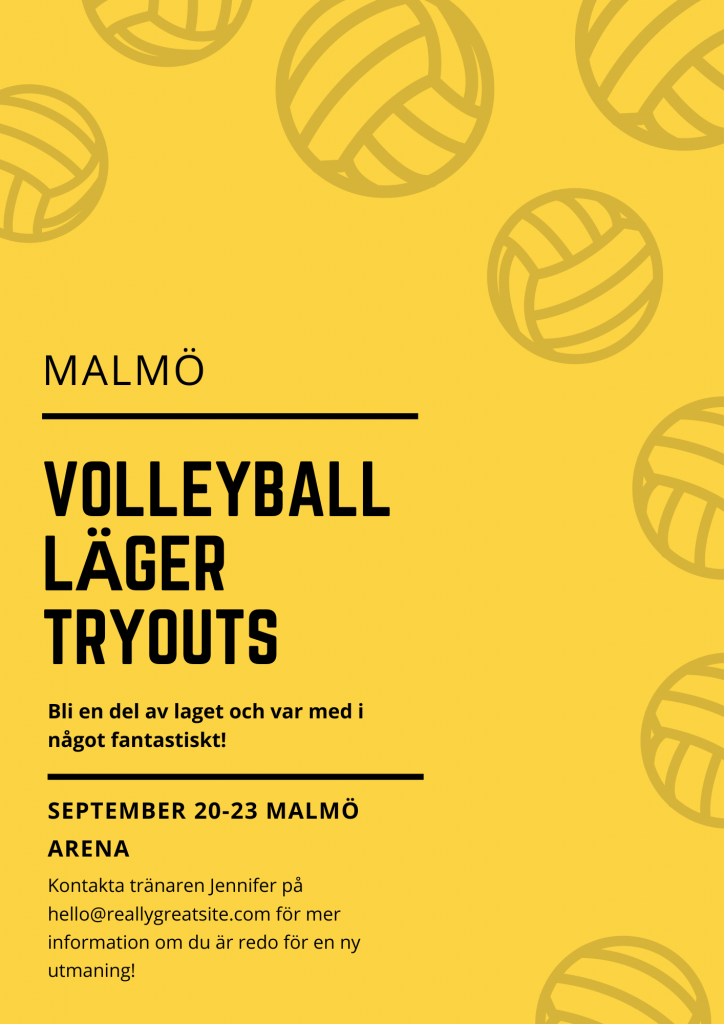 MALMÖ
VOLLEYBALL
LÄGER
TRYOUTS
Bli en del av laget och var med i
något fantastiskt!
SEPTEMBER 20-23 MALMÖ
ARENA
Kontakta tränaren Jennifer på
hello@reallygreatsite.com för mer
information om du är redo för en ny
utmaning!